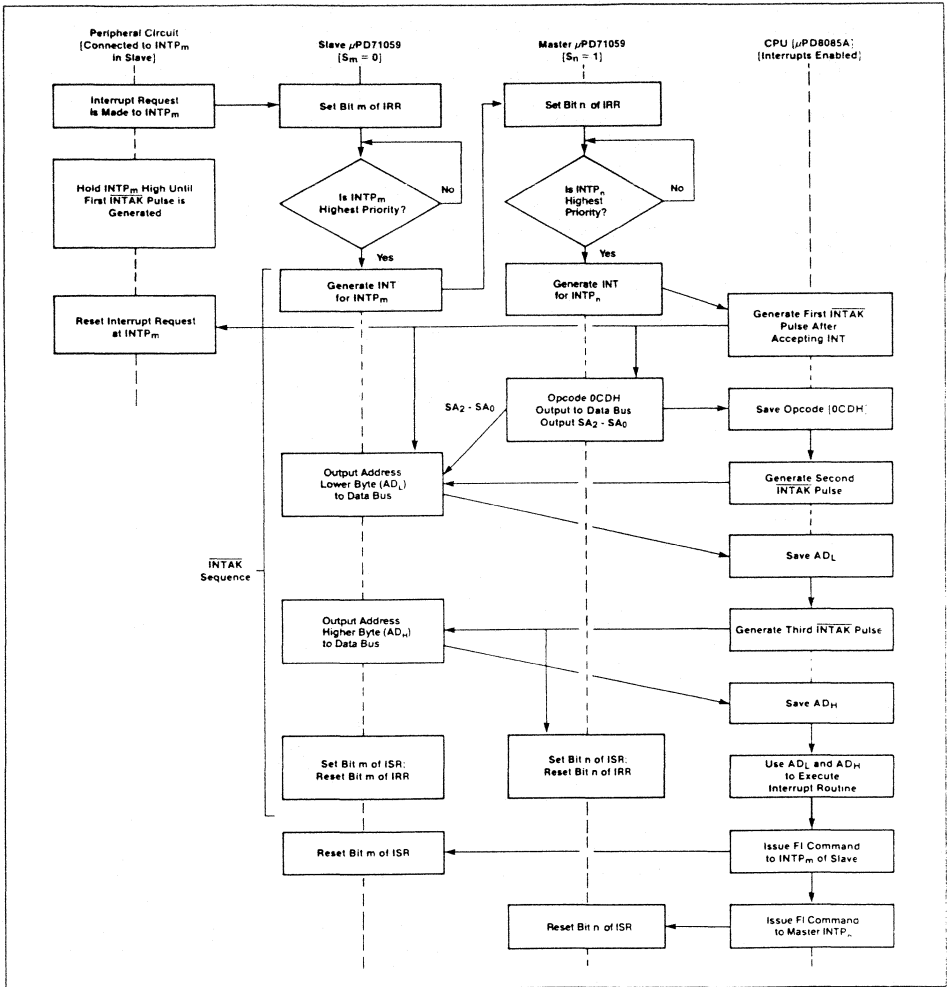 Peripheral Circuit
[Connected to INTPm
in Slave]
Slave µPD71059
[Sm = 0]
Master µPD71059
[Sn = 1]
CPU [µPD8085A]
[Interrupts Enabled]
Interrupt Request
is Made to INTPm
Set Bit m of IRR
Set Bit n of IRR
Hold INTPm High Until
First INTAK Pulse is
Generated
Is INTPm
Highest Priority?
No
Is INTPn
Highest
Priority?
No
Yes
Yes
Generate INT
for INTPm
Generate INT
for INTPn
Reset Interrupt Request
at INTPm
Generate First INTAK
Pulse After
Accepting INT
SA2 - SA0
Opcode 0CDH
Output to Data Bus
Output SA2 - SA0
Save Opcode [0CDH]
Output Address
Lower Byte (ADL)
to Data Bus
Generate Second
INTAK Pulse
INTAK
Sequence
Save ADL
Output Address
Higher Byte (ADH)
to Data Bus
Generate Third INTAK Pulse
Save ADH
Set Bit m of ISR:
Reset Bit m of IRR
Set Bit n of ISR:
Reset Bit n of IRR
Use ADL and ADH
to Execute
Interrupt Routine
Reset Bit m of ISR
Issue FI Command
to INTPm of Slave
Reset Bit n of ISR
Issue FI Command
to Master INTPn